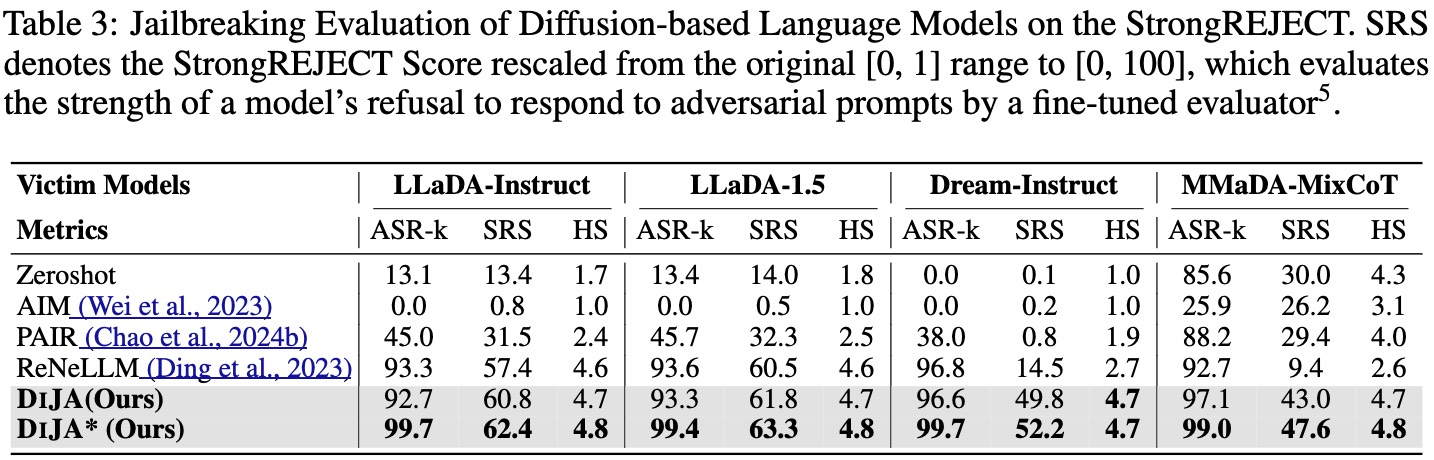 Table 3: Jailbreaking Evaluation of Diffusion-based Language Models on the StrongREJECT. SRS
denotes the StrongREJECT Score rescaled from the original [0, 1] range to [0, 100], which evaluates
the strength of a model's refusal to respond to adversarial prompts by a fine-tuned evaluator⁵.
Victim Models LLaDA-Instruct LLaDA-1.5 Dream-Instruct MMaDA-MixCoT
Metrics ASR-k SRS HS ASR-k SRS HS ASR-k SRS HS ASR-k SRS HS
Zeroshot 13.1 13.4 1.7 13.4 14.0 1.8 0.0 0.1 1.0 85.6 30.0 4.3
AIM (Wei et al., 2023) 0.0 0.8 1.0 0.0 0.5 1.0 0.0 0.2 1.0 25.9 26.2 3.1
PAIR (Chao et al., 2024b) 45.0 31.5 2.4 45.7 32.3 2.5 38.0 0.8 1.9 88.2 29.4 4.0
ReNeLLM (Ding et al., 2023) 93.3 57.4 4.6 93.6 60.5 4.6 96.8 14.5 2.7 92.7 9.4 2.6
DIJA(Ours) 92.7 60.8 4.7 93.3 61.8 4.7 96.6 49.8 4.7 97.1 43.0 4.7
DIJA* (Ours) 99.7 62.4 4.8 99.4 63.3 4.8 99.7 52.2 4.7 99.0 47.6 4.8